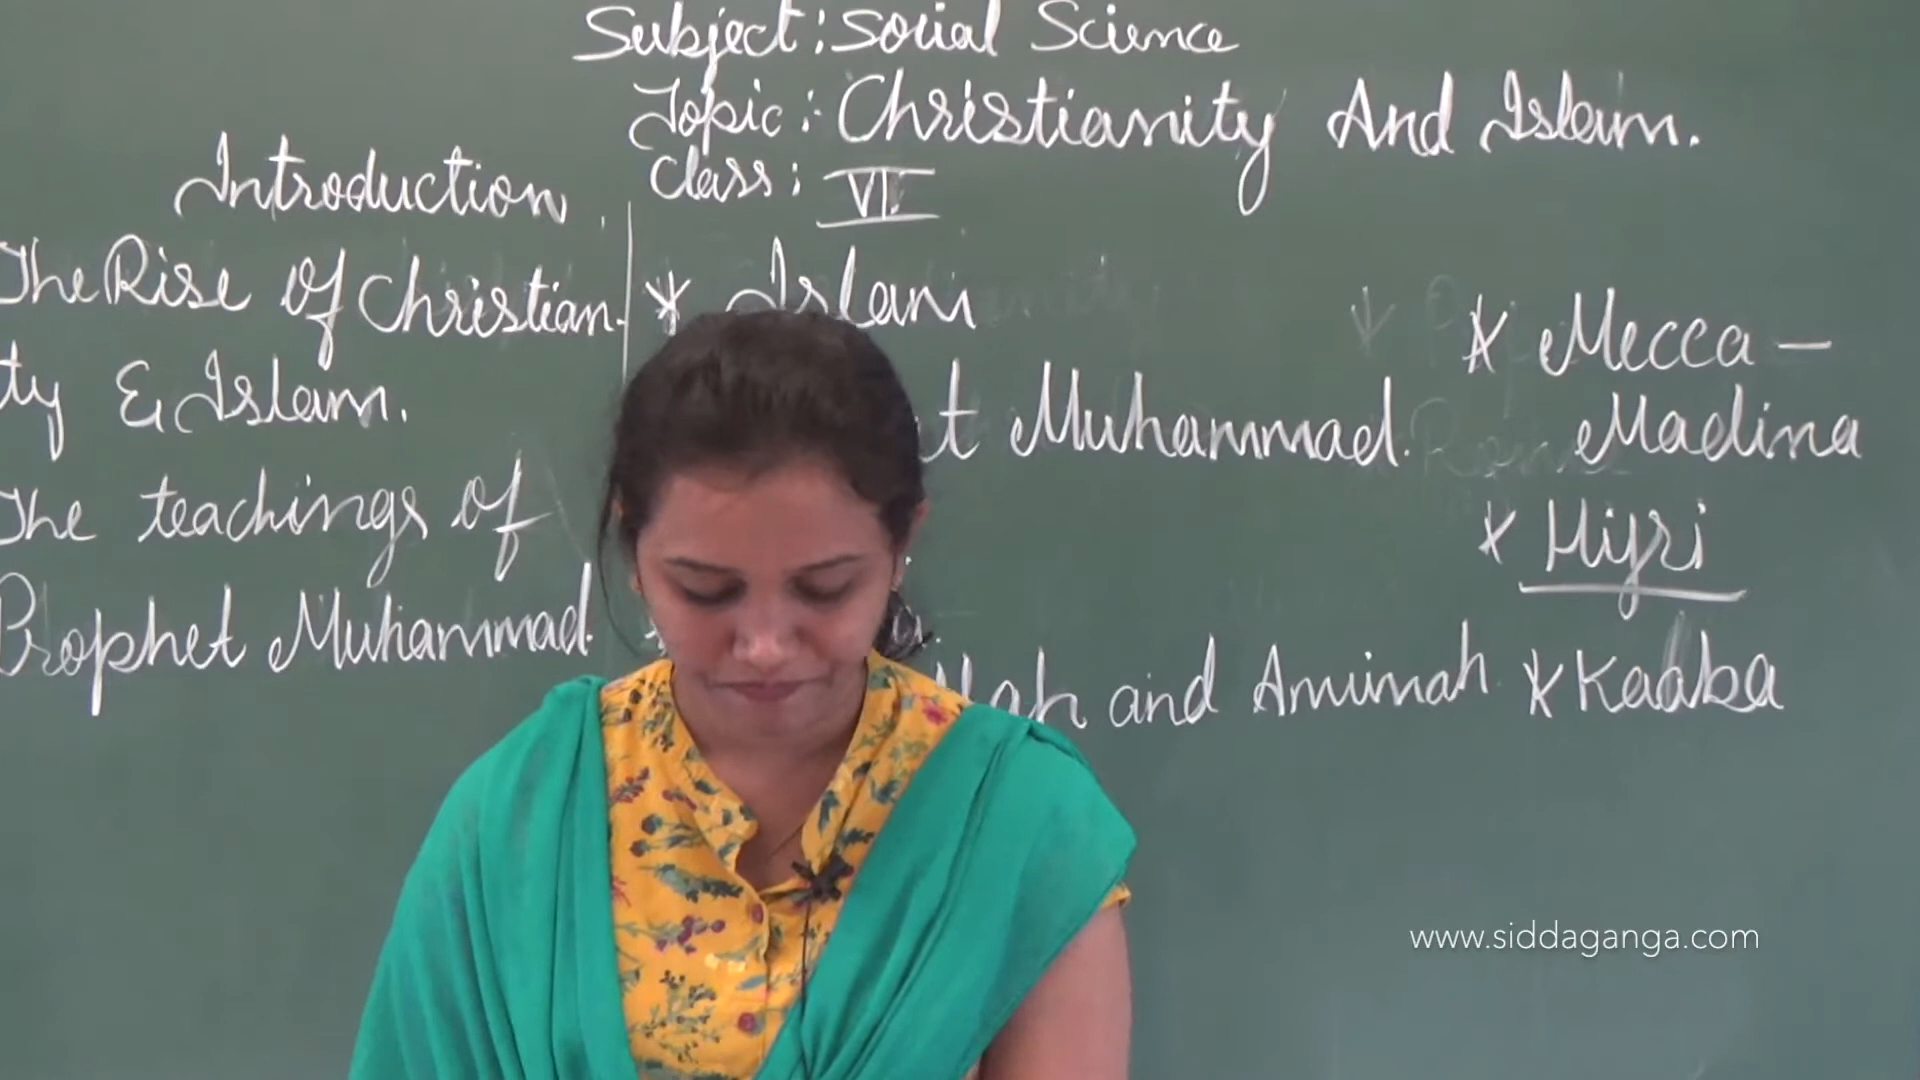 Subject: Social Science
Topic: Christianity And Islam.
Class: VI
Introduction
The Rise Of Christian
ty & Islam.
The teachings of
Prophet Muhammad
* Islam
t Muhammad.
and Aminah
* Mecca –
Madina
* Hijri
* Kaaba
www.siddaganga.com